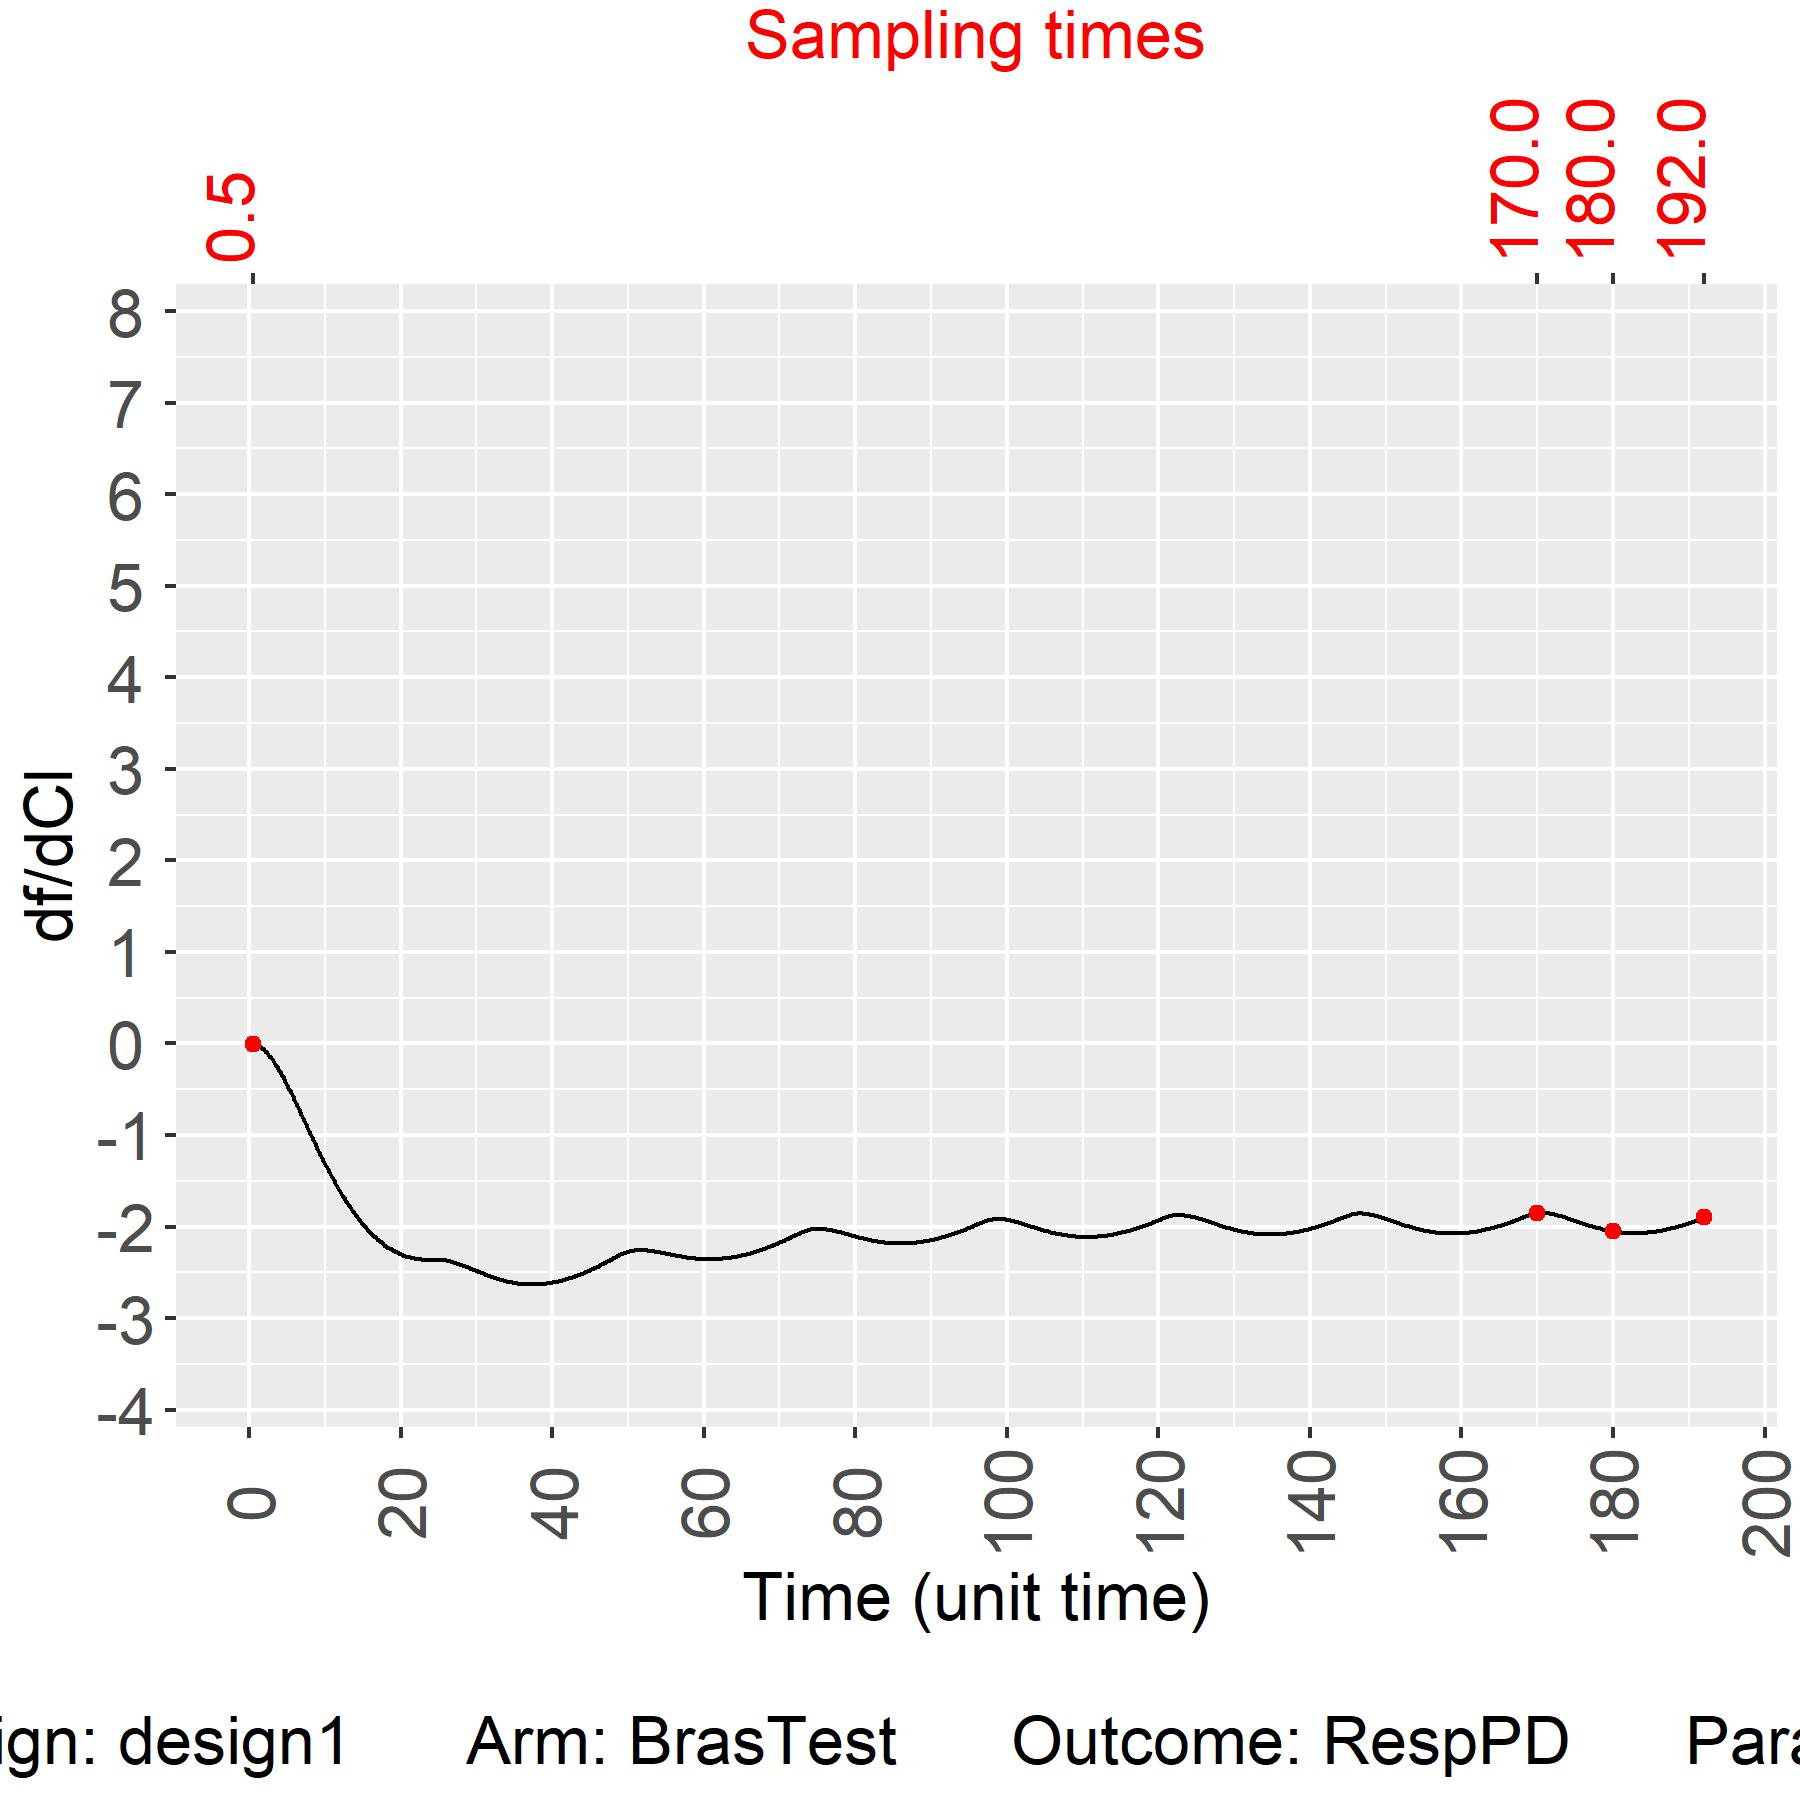 Sampling times
0.5 170.0 180.0 192.0
8
7
6
5
4
3
2
1
0
-1
-2
-3
-4
df/dCl
0 20 40 60 80 100 120 140 160 180 200
Time (unit time)
ign: design1 Arm: BrasTest Outcome: RespPD Para